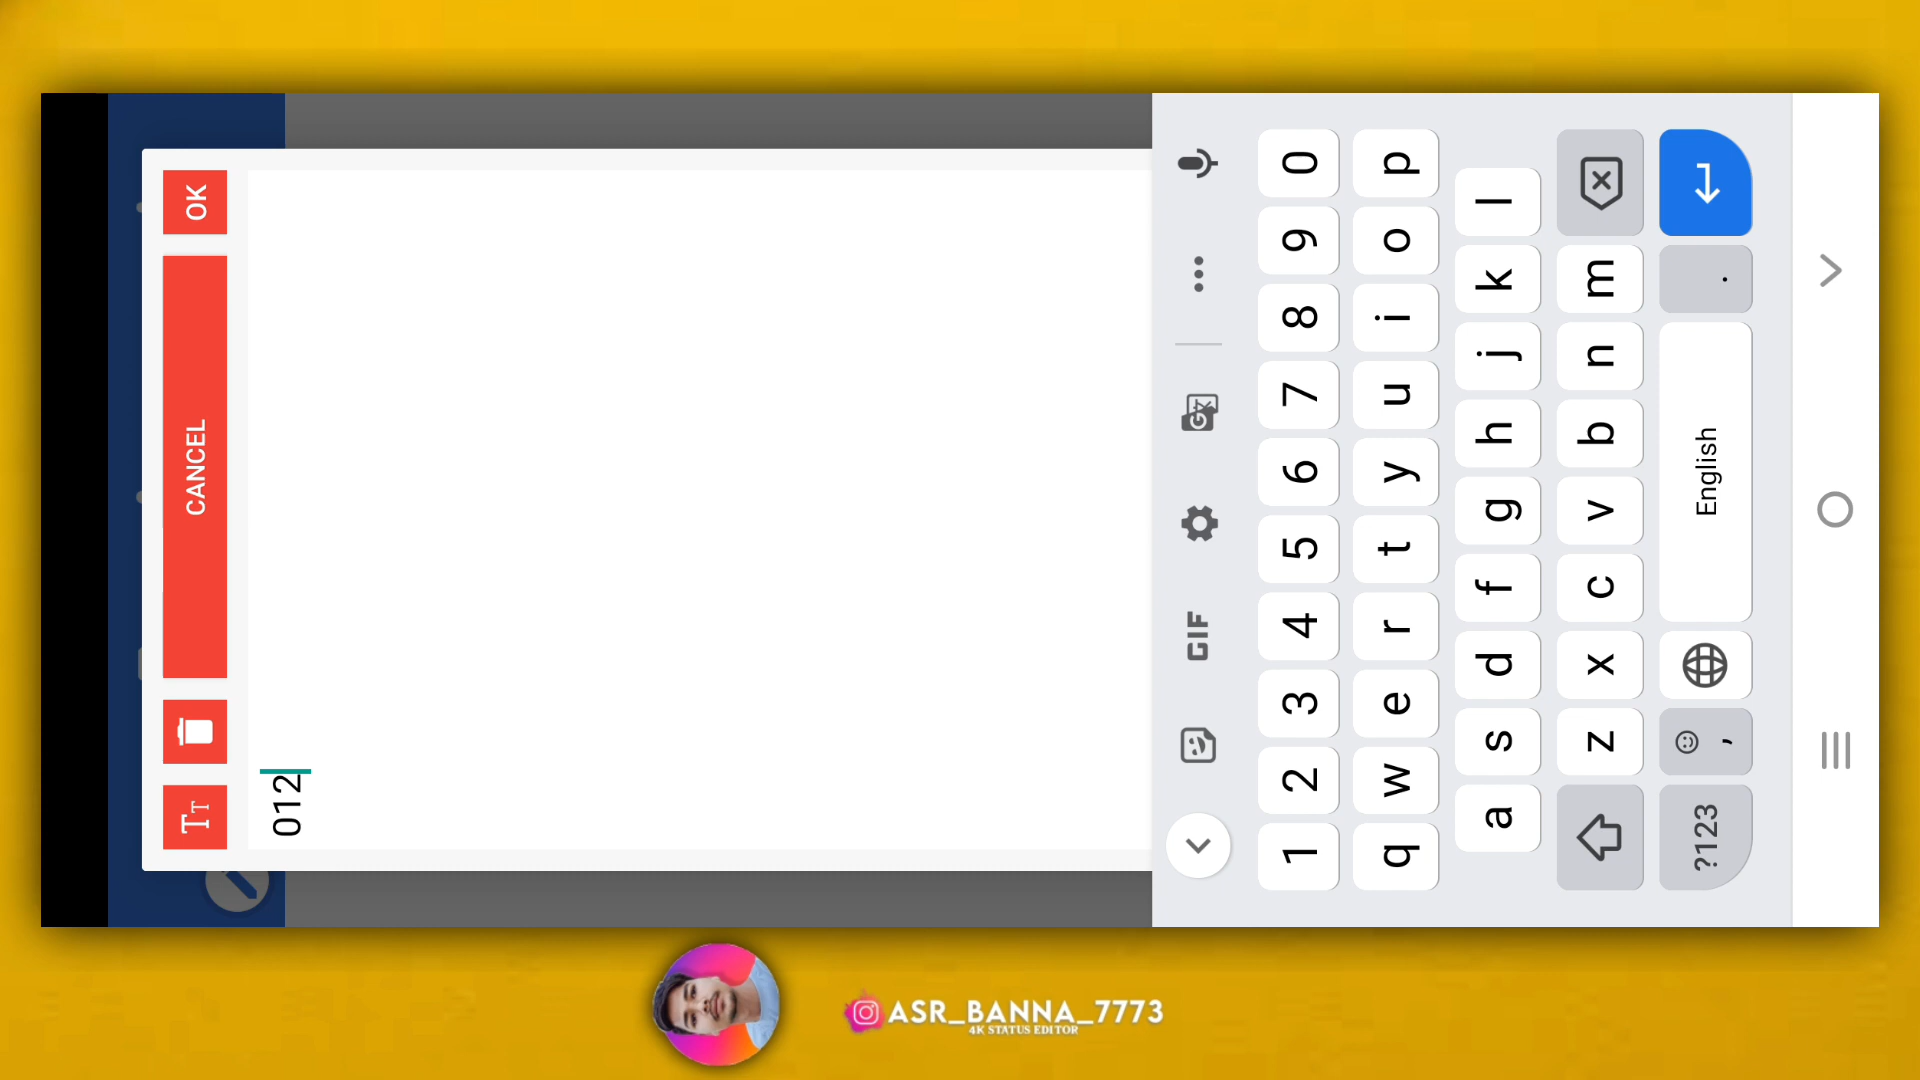 Tт
CANCEL
OK
012
GIF
1 2 3 4 5 6 7 8 9 0
q w e r t y u i o p
a s d f g h j k l
z x c v b n m
?123 , English .
ASR_BANNA_7773
4K STATUS EDITOR